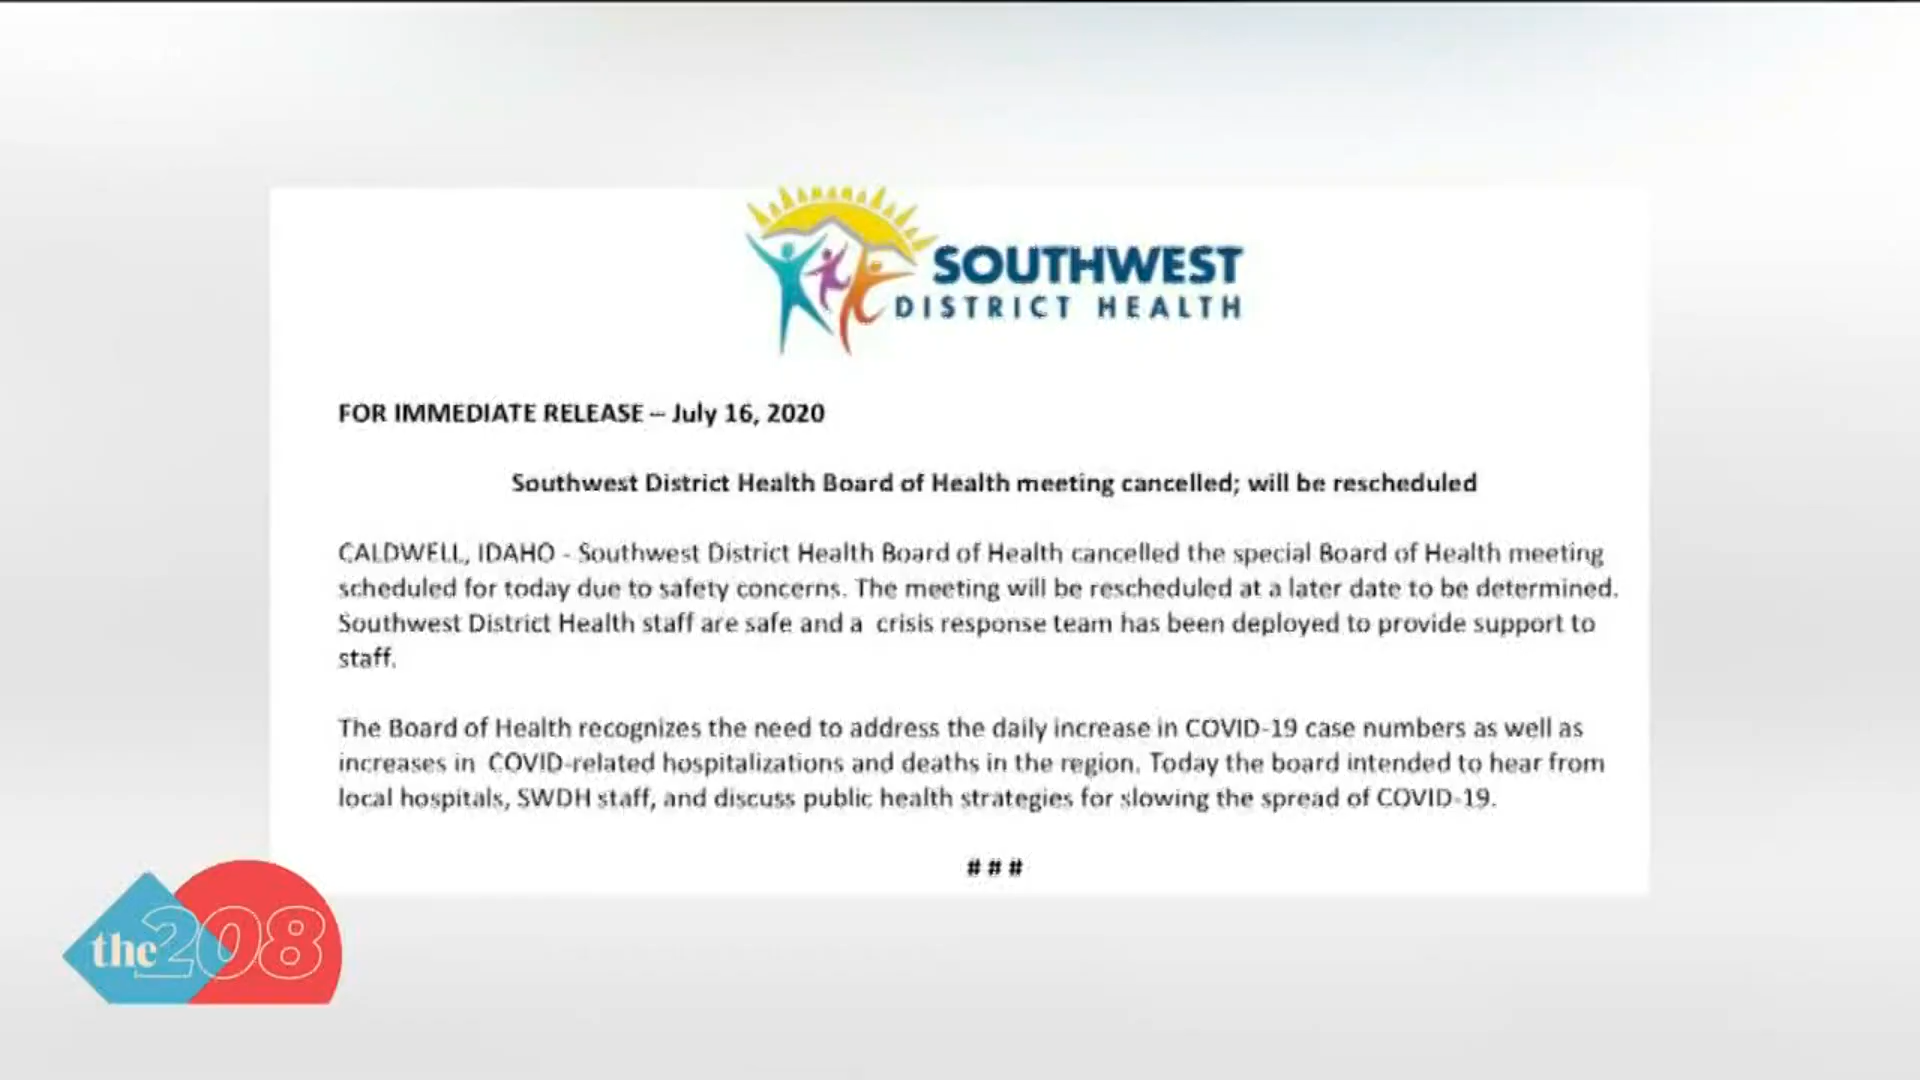 SOUTHWEST
DISTRICT HEALTH
FOR IMMEDIATE RELEASE – July 16, 2020
Southwest District Health Board of Health meeting cancelled; will be rescheduled
CALDWELL, IDAHO - Southwest District Health Board of Health cancelled the special Board of Health meeting
scheduled for today due to safety concerns. The meeting will be rescheduled at a later date to be determined.
Southwest District Health staff are safe and a crisis response team has been deployed to provide support to
staff.
The Board of Health recognizes the need to address the daily increase in COVID-19 case numbers as well as
increases in COVID-related hospitalizations and deaths in the region. Today the board intended to hear from
local hospitals, SWDH staff, and discuss public health strategies for slowing the spread of COVID-19.
# # #
the 208